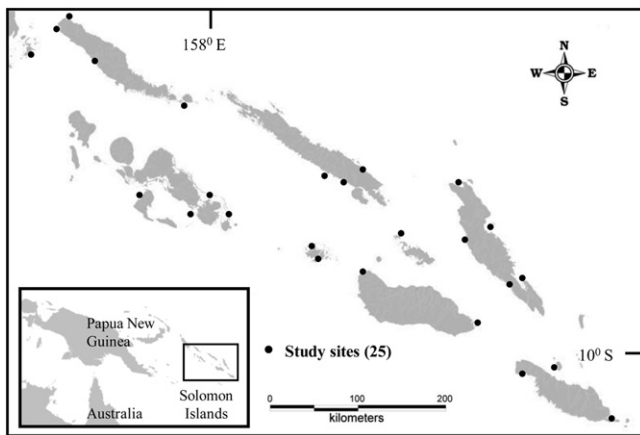 158⁰ E
N
W E
S
Papua New
Guinea
Solomon
Islands
Australia
Study sites (25)
10⁰ S
0 100 200
kilometers